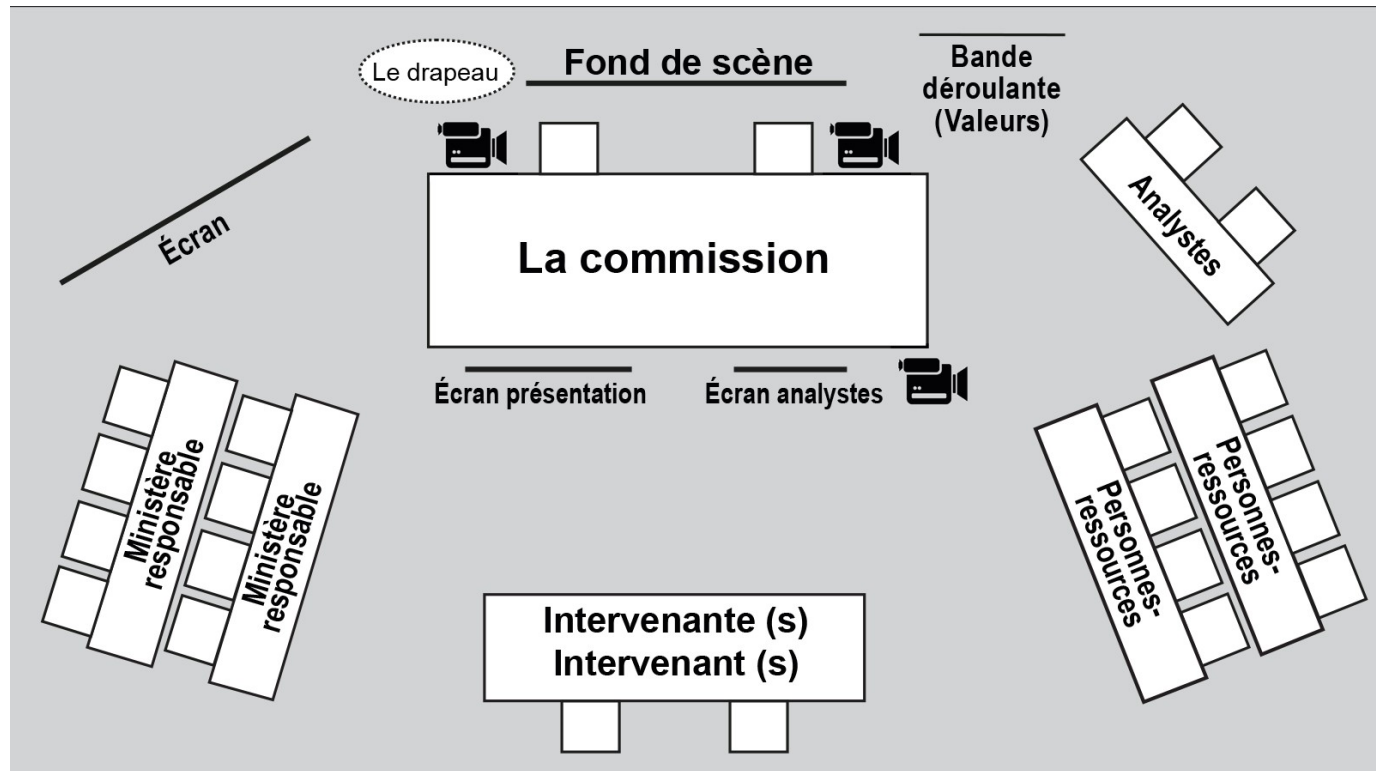 Le drapeau
Fond de scène
Bande
déroulante
(Valeurs)
Écran
La commission
Analystes
Écran présentation
Écran analystes
Ministère
responsable
Ministère
responsable
Personnes-
ressources
Personnes-
ressources
Intervenante (s)
Intervenant (s)